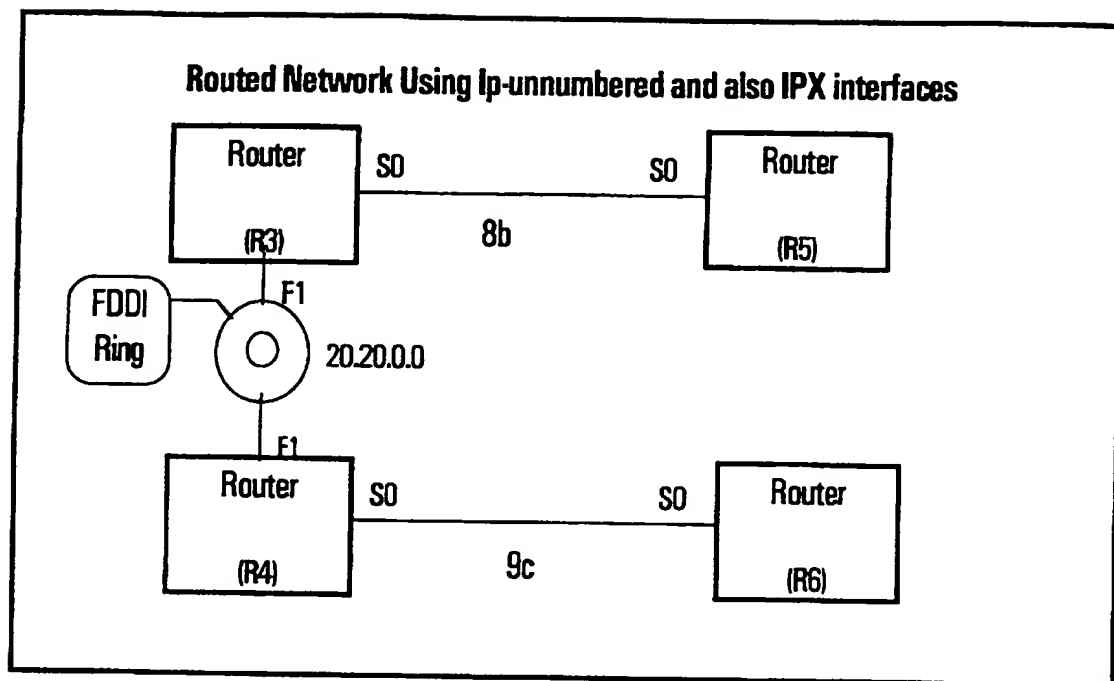 Routed Network Using Ip-unnumbered and also IPX interfaces
Router
S0
S0
Router
8b
(R3)
(R5)
F1
FDDI
Ring
20.20.0.0
F1
Router
S0
S0
Router
9c
(R4)
(R6)